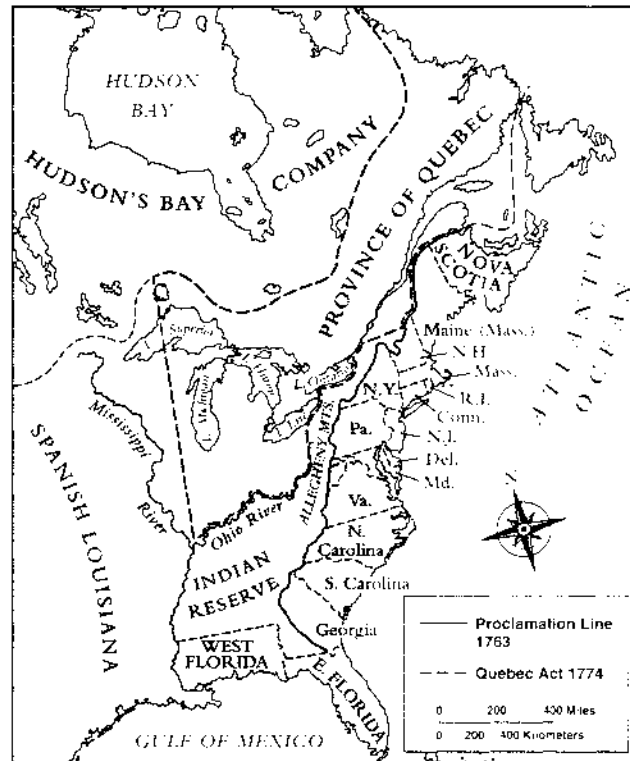 HUDSON
BAY
HUDSON'S BAY COMPANY
PROVINCE OF QUEBEC
NOVA
SCOTIA
ATLANTIC
OCEAN
Superior
L. Michigan
Huron
L. Ontario
Maine (Mass.)
N.H.
Mass.
N.Y.
R.I.
Conn.
Pa.
N.J.
Del.
Md.
Mississippi
River
ALLEGHENY MTS.
Va.
Ohio River
SPANISH LOUISIANA
INDIAN
RESERVE
N.
Carolina
S. Carolina
Georgia
WEST
FLORIDA
E. FLORIDA
GULF OF MEXICO
N
Proclamation Line
1763
Quebec Act 1774
0 200 400 Miles
0 200 400 Kilometers